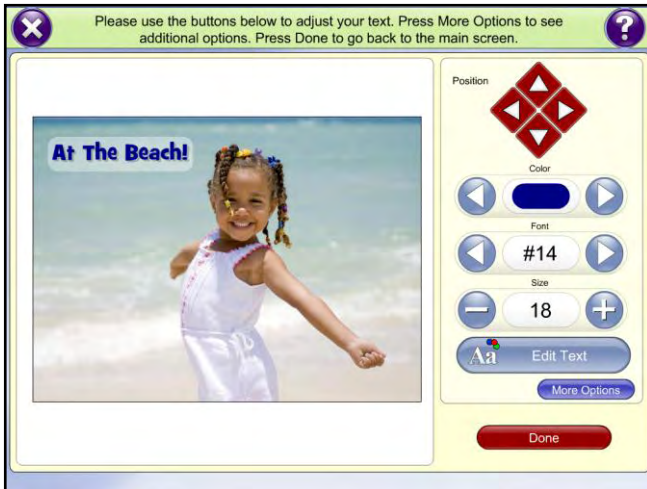 Please use the buttons below to adjust your text. Press More Options to see
additional options. Press Done to go back to the main screen.
?
Position
At The Beach!
Color
Font
#14
Size
18
Aa
Edit Text
More Options
Done